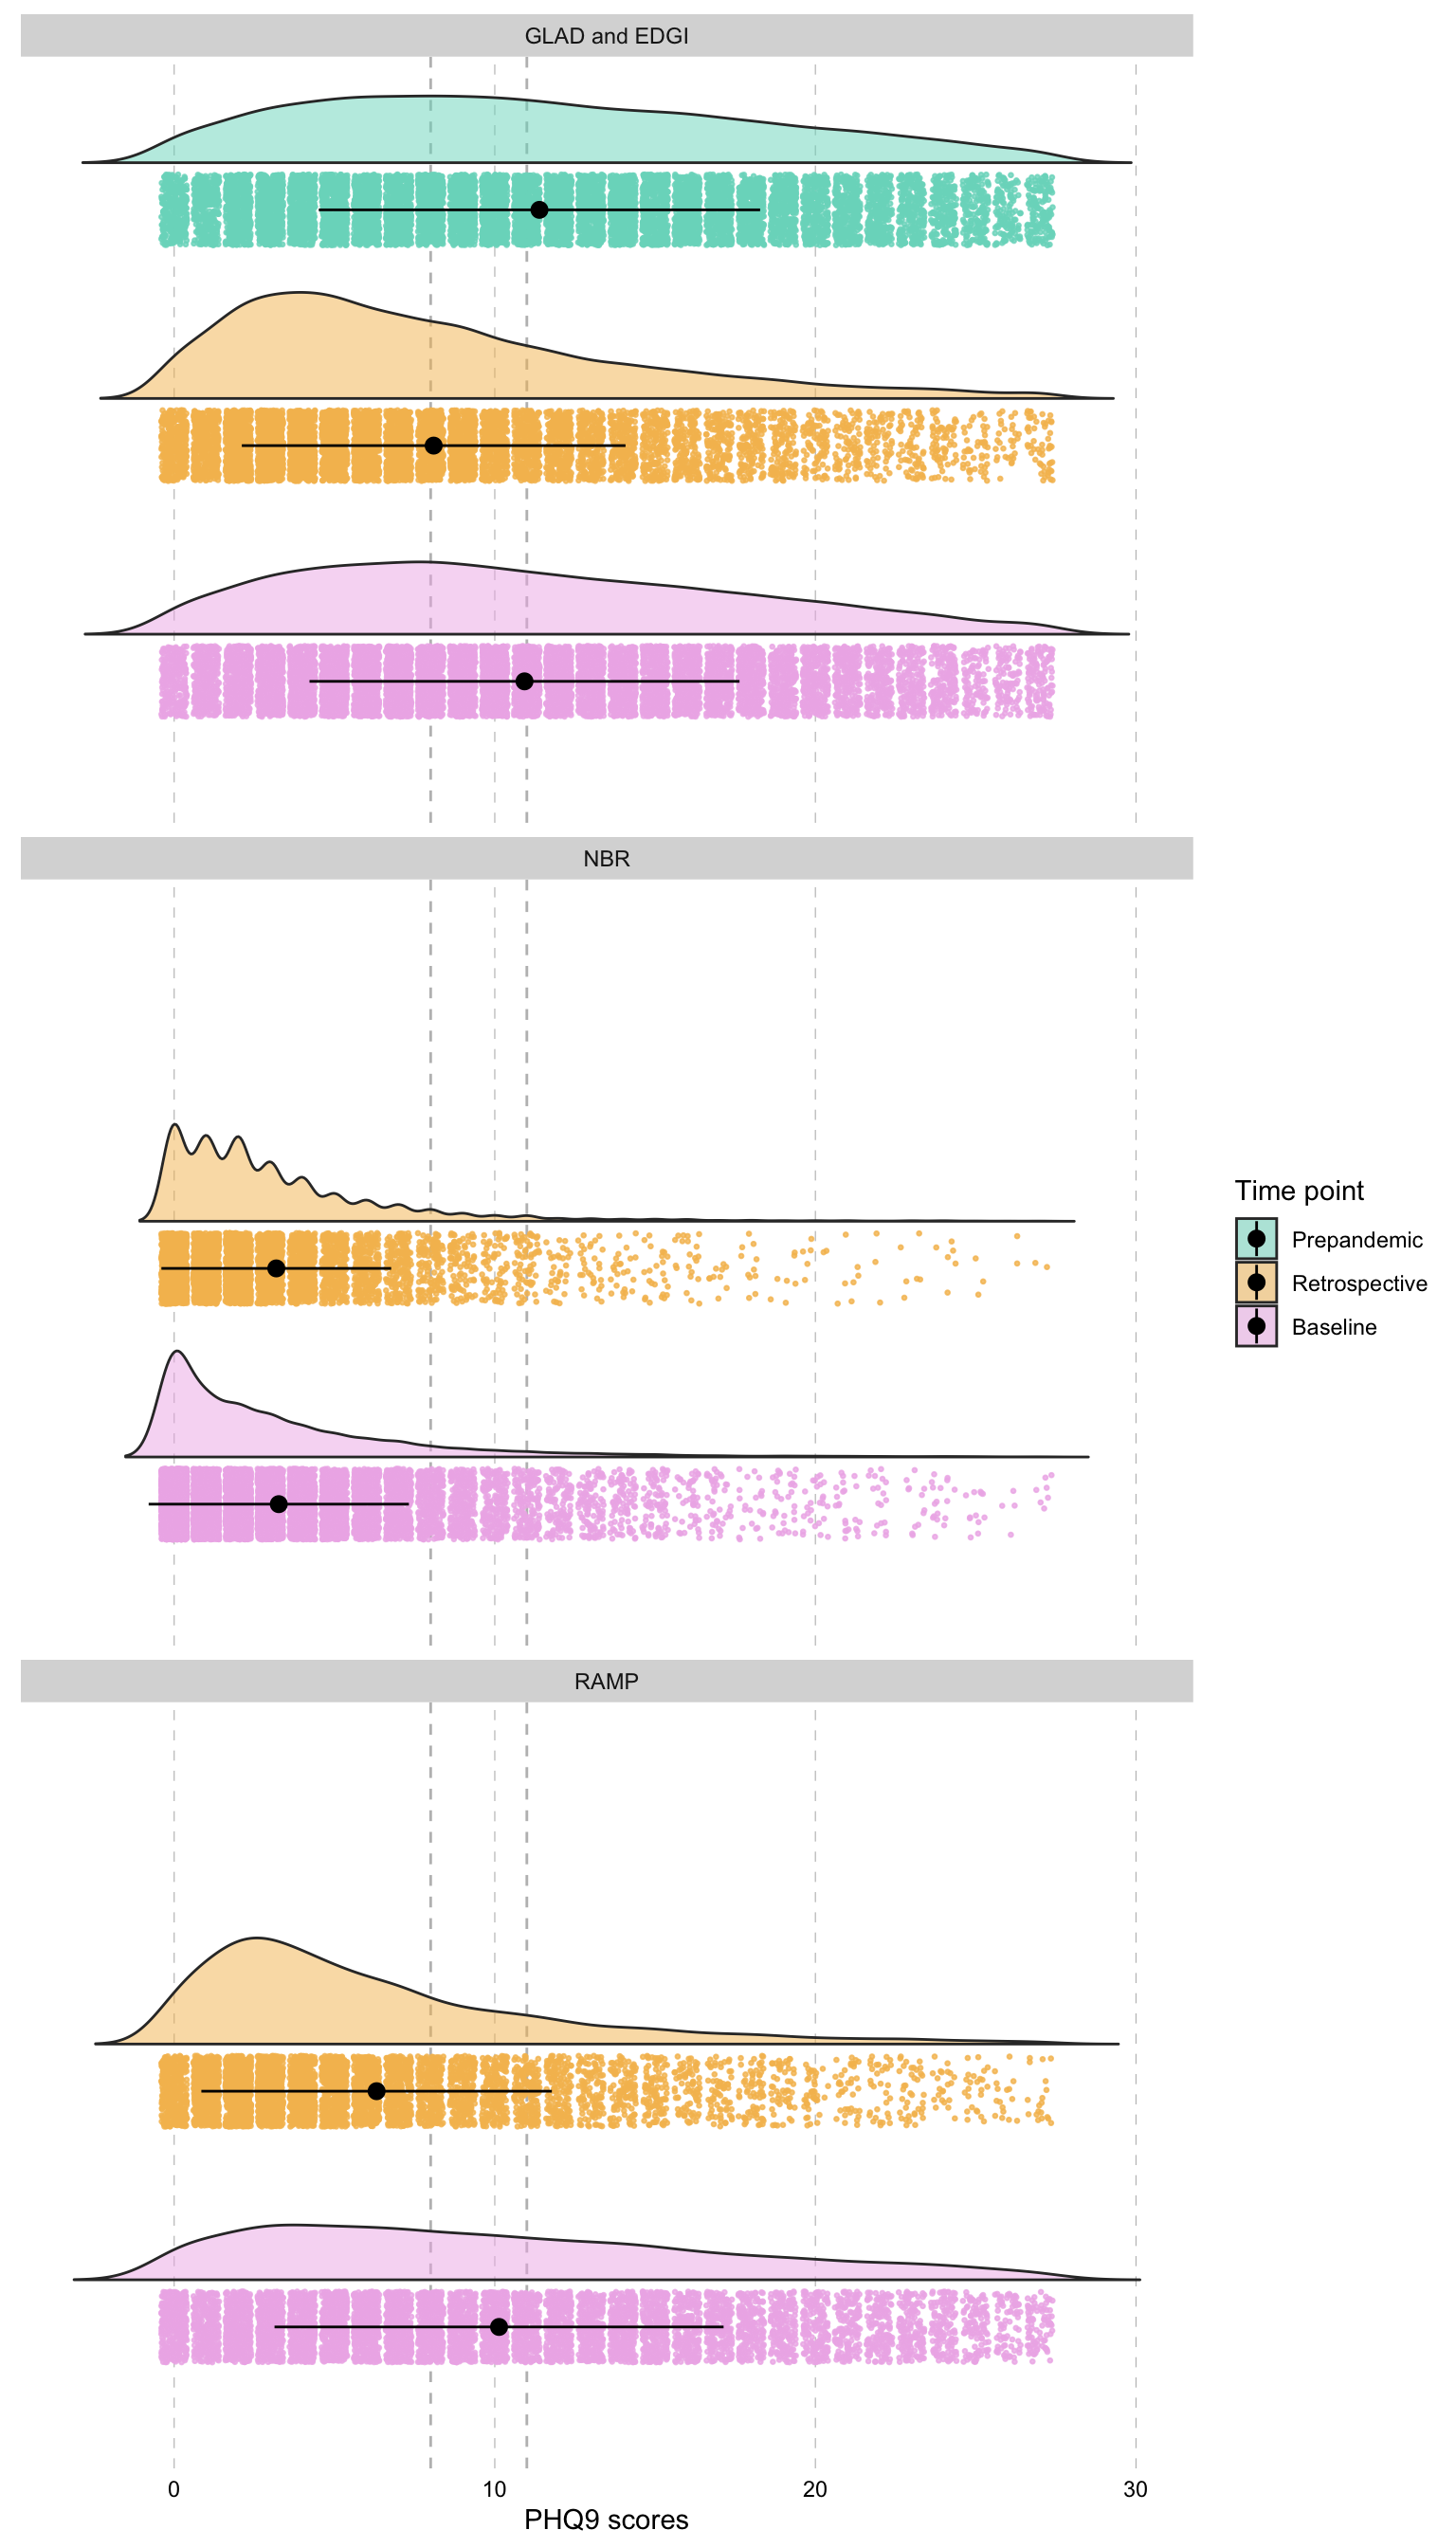 GLAD and EDGI
NBR
Time point
Prepandemic
Retrospective
Baseline
RAMP
0 10 20 30
PHQ9 scores